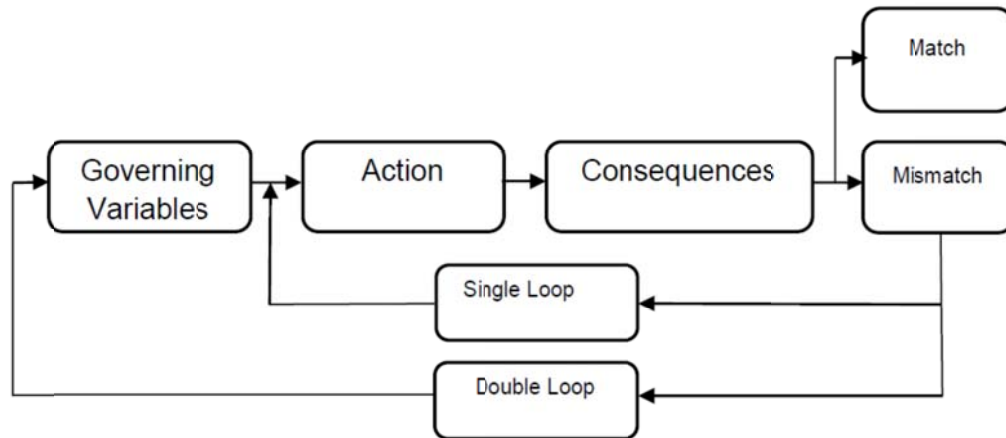 Match
Governing
Variables
Action
Consequences
Mismatch
Single Loop
Double Loop